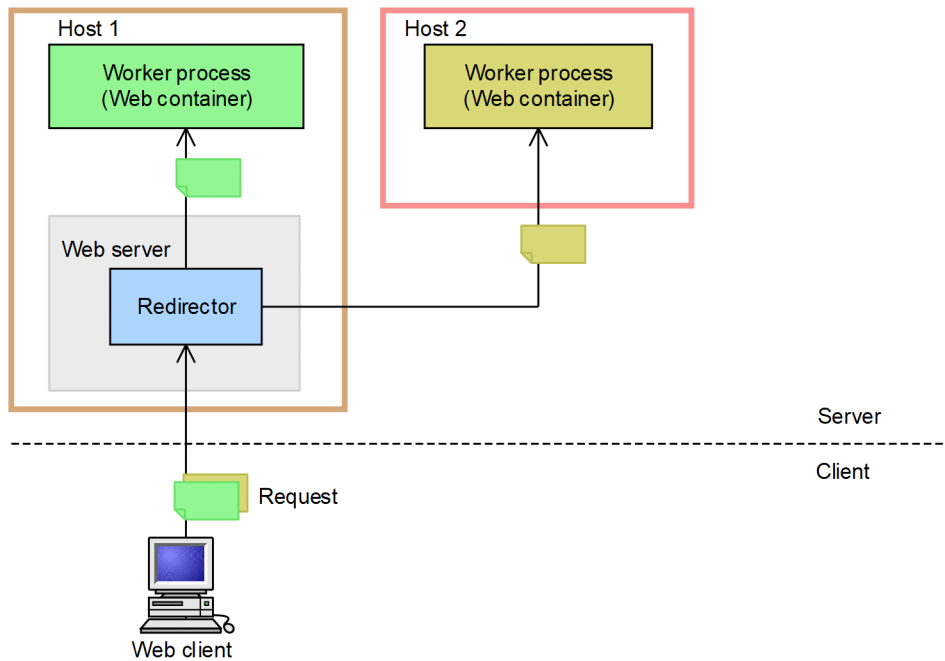 Host 1
Worker process
(Web container)
Host 2
Worker process
(Web container)
Web server
Redirector
Server
Client
Request
Web client